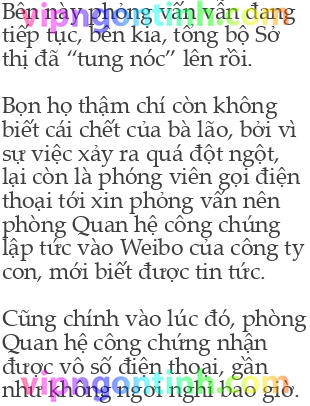 Bên này phỏng vấn vẫn đang
tiếp tục, bên kia, tổng bộ Sở
thị đã “tung nóc” lên rồi.
Bọn họ thậm chí còn không
biết cái chết của bà lão, bởi vì
sự việc xảy ra quá đột ngột,
lại còn là phóng viên gọi điện
thoại tới xin phỏng vấn nên
phòng Quan hệ công chúng
lập tức vào Weibo của công ty
con, mới biết được tin tức.
Cũng chính vào lúc đó, phòng
Quan hệ công chứng nhận
được vô số điện thoại, gần
như không ngơi nghỉ bao giờ.
vipngontinh.com
vipngontinh.com